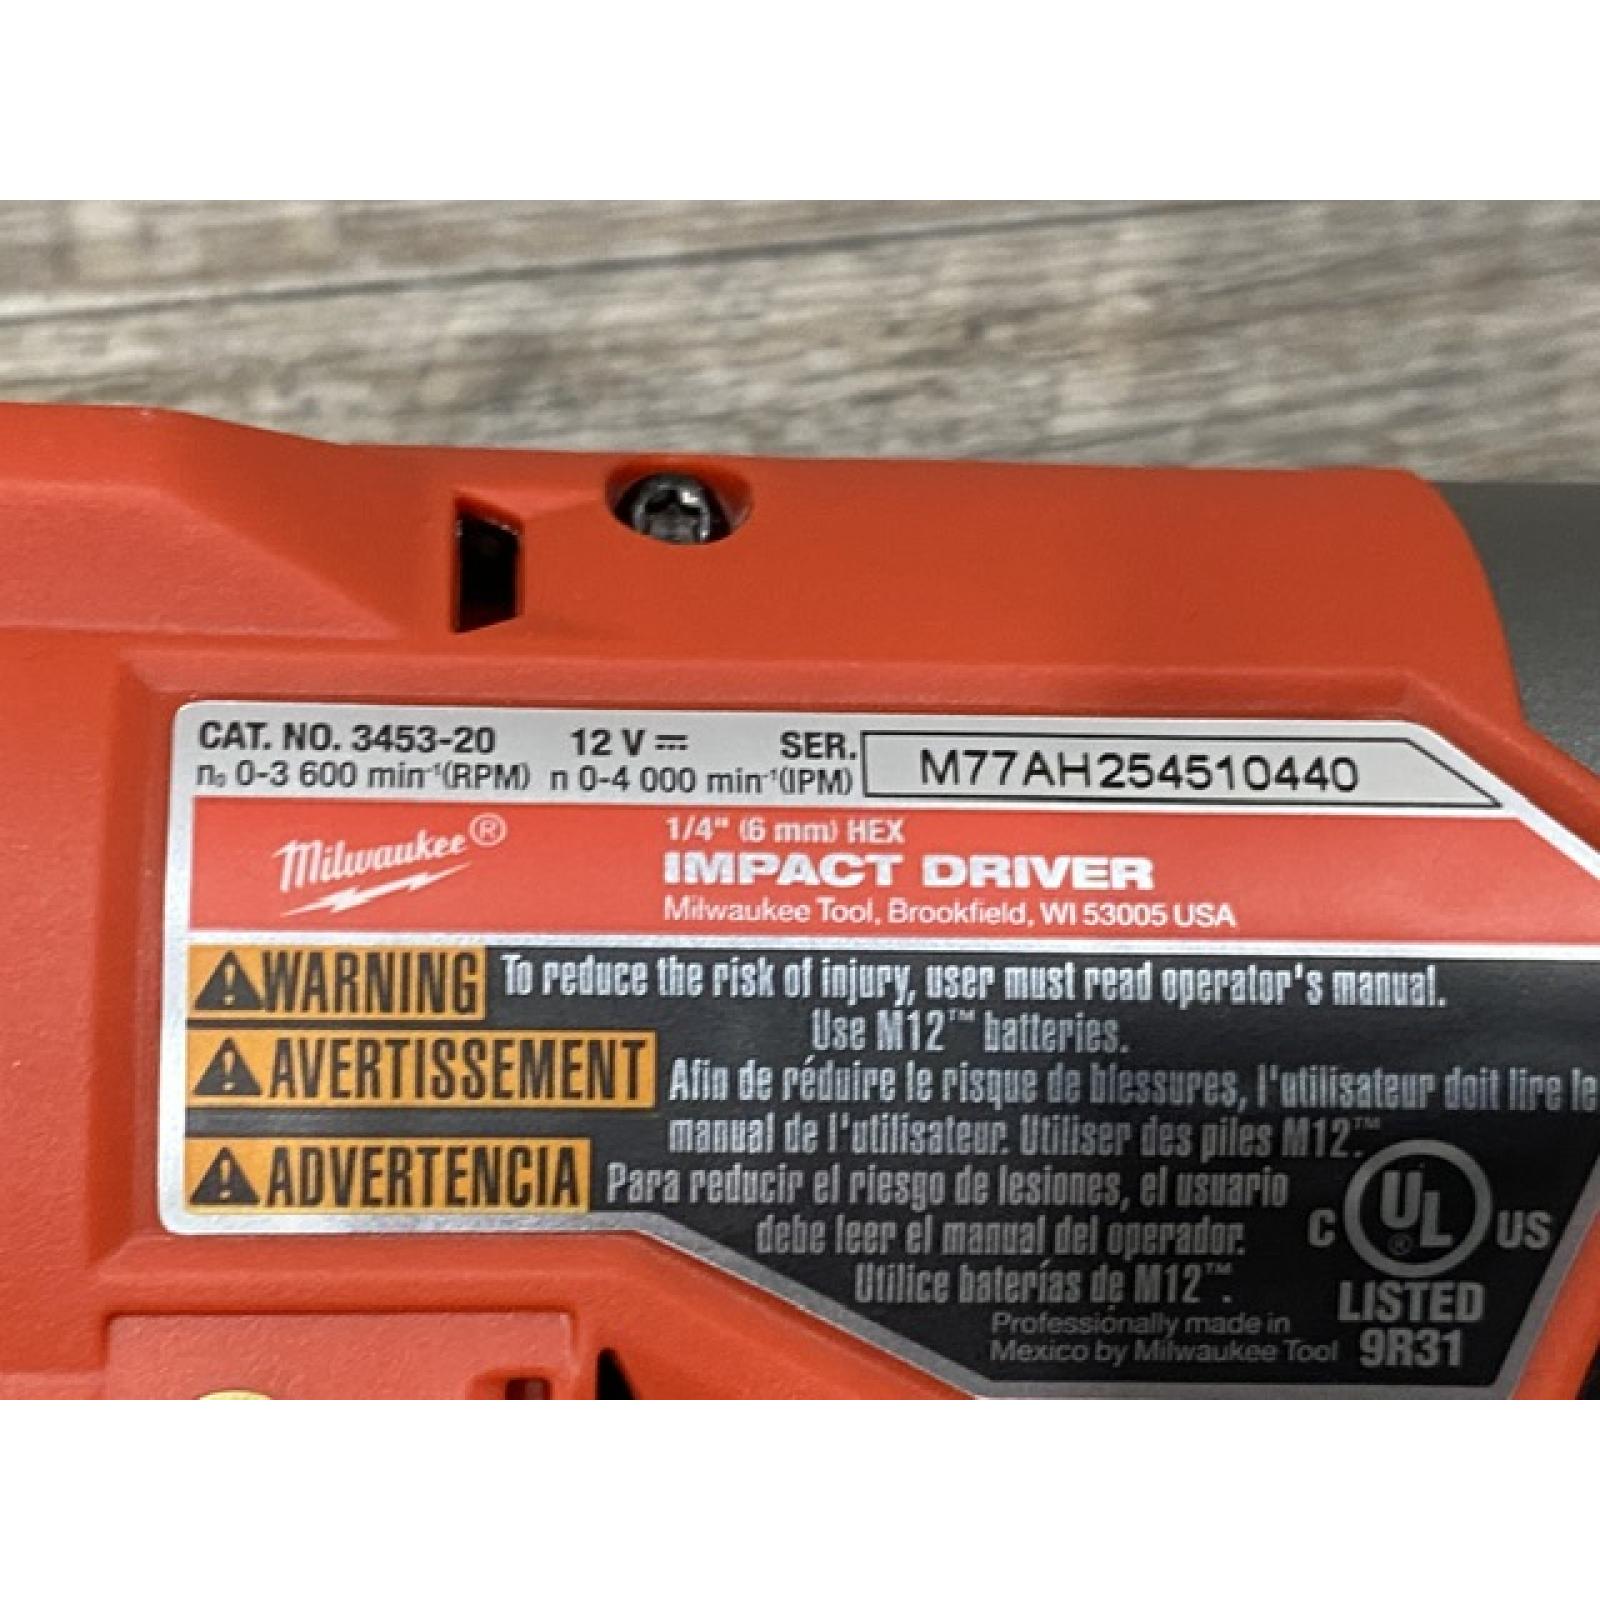 CAT. NO. 3453-20 12 V ⎓ SER. M77AH254510440
n₀ 0-3 600 min⁻¹(RPM) n 0-4 000 min⁻¹(IPM)
Milwaukee®
1/4" (6 mm) HEX
IMPACT DRIVER
Milwaukee Tool, Brookfield, WI 53005 USA
WARNING To reduce the risk of injury, user must read operator's manual.
Use M12™ batteries.
AVERTISSEMENT Afin de réduire le risque de blessures, l'utilisateur doit lire le
manual de l'utilisateur. Utiliser des piles M12.™
ADVERTENCIA Para reducir el riesgo de lesiones, el usuario
debe leer el manual del operador.
Utilice baterías de M12™.
Professionally made in
Mexico by Milwaukee Tool
C UL® US
LISTED
9R31